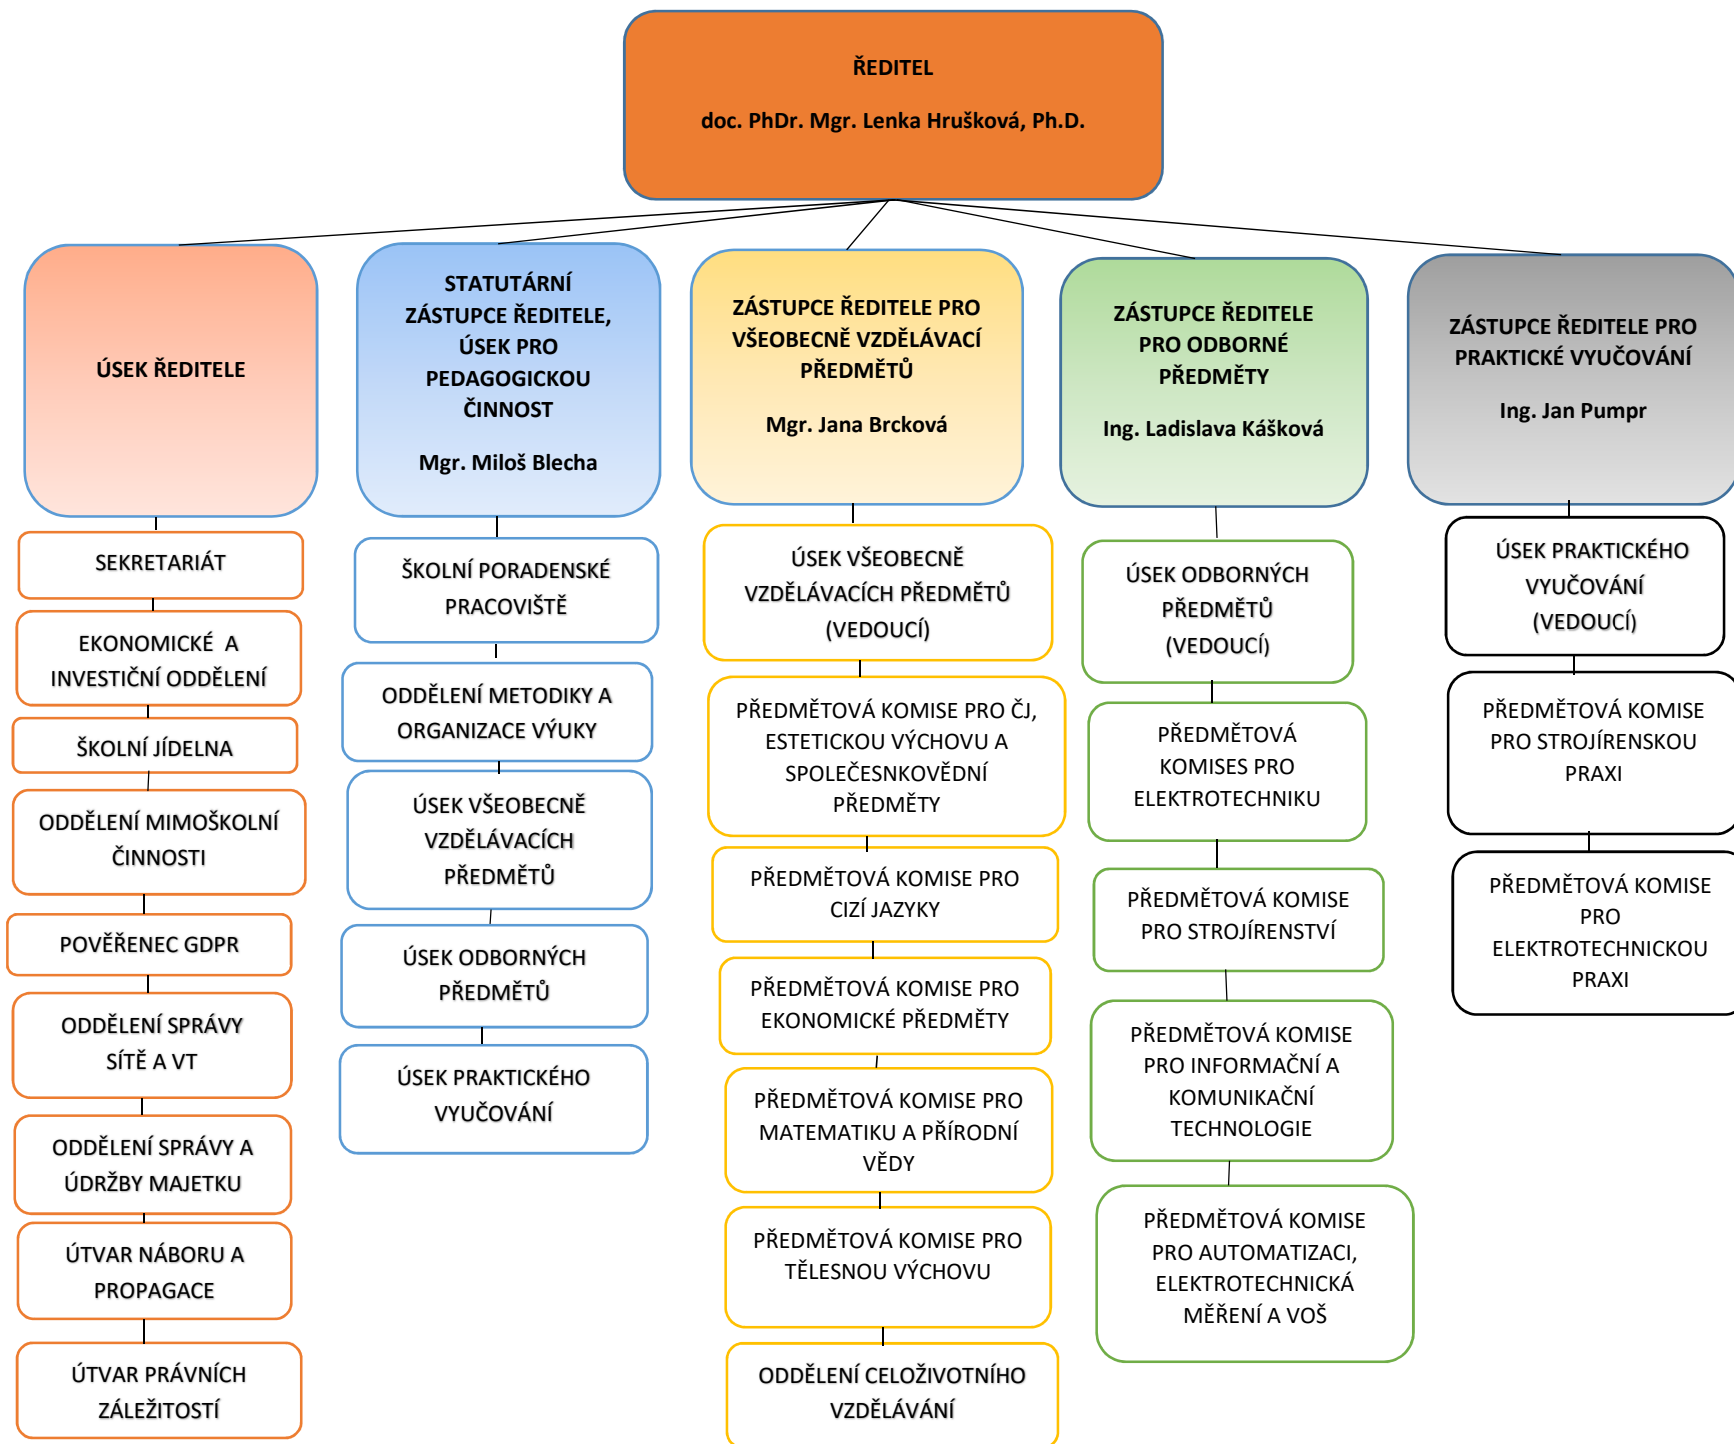 ŘEDITEL
doc. PhDr. Mgr. Lenka Hrušková, Ph.D.
ÚSEK ŘEDITELE
SEKRETARIÁT
EKONOMICKÉ A
INVESTIČNÍ ODDĚLENÍ
ŠKOLNÍ JÍDELNA
ODDĚLENÍ MIMOŠKOLNÍ
ČINNOSTI
POVĚŘENEC GDPR
ODDĚLENÍ SPRÁVY
SÍTĚ A VT
ODDĚLENÍ SPRÁVY A
ÚDRŽBY MAJETKU
ÚTVAR NÁBORU A
PROPAGACE
ÚTVAR PRÁVNÍCH
ZÁLEŽITOSTÍ
STATUTÁRNÍ
ZÁSTUPCE ŘEDITELE,
ÚSEK PRO
PEDAGOGICKOU
ČINNOST
Mgr. Miloš Blecha
ŠKOLNÍ PORADENSKÉ
PRACOVIŠTĚ
ODDĚLENÍ METODIKY A
ORGANIZACE VÝUKY
ÚSEK VŠEOBECNĚ
VZDĚLÁVACÍCH
PŘEDMĚTŮ
ÚSEK ODBORNÝCH
PŘEDMĚTŮ
ÚSEK PRAKTICKÉHO
VYUČOVÁNÍ
ZÁSTUPCE ŘEDITELE PRO
VŠEOBECNĚ VZDĚLÁVACÍ
PŘEDMĚTŮ
Mgr. Jana Brcková
ÚSEK VŠEOBECNĚ
VZDĚLÁVACÍCH PŘEDMĚTŮ
(VEDOUCÍ)
PŘEDMĚTOVÁ KOMISE PRO ČJ,
ESTETICKOU VÝCHOVU A
SPOLEČESNKOVĚDNÍ
PŘEDMĚTY
PŘEDMĚTOVÁ KOMISE PRO
CIZÍ JAZYKY
PŘEDMĚTOVÁ KOMISE PRO
EKONOMICKÉ PŘEDMĚTY
PŘEDMĚTOVÁ KOMISE PRO
MATEMATIKU A PŘÍRODNÍ
VĚDY
PŘEDMĚTOVÁ KOMISE PRO
TĚLESNOU VÝCHOVU
ODDĚLENÍ CELOŽIVOTNÍHO
VZDĚLÁVÁNÍ
ZÁSTUPCE ŘEDITELE
PRO ODBORNÉ
PŘEDMĚTY
Ing. Ladislava Kášková
ÚSEK ODBORNÝCH
PŘEDMĚTŮ
(VEDOUCÍ)
PŘEDMĚTOVÁ
KOMISES PRO
ELEKTROTECHNIKU
PŘEDMĚTOVÁ KOMISE
PRO STROJÍRENSTVÍ
PŘEDMĚTOVÁ KOMISE
PRO INFORMAČNÍ A
KOMUNIKAČNÍ
TECHNOLOGIE
PŘEDMĚTOVÁ KOMISE
PRO AUTOMATIZACI,
ELEKTROTECHNICKÁ
MĚŘENÍ A VOŠ
ZÁSTUPCE ŘEDITELE PRO
PRAKTICKÉ VYUČOVÁNÍ
Ing. Jan Pumpr
ÚSEK PRAKTICKÉHO
VYUČOVÁNÍ
(VEDOUCÍ)
PŘEDMĚTOVÁ KOMISE
PRO STROJÍRENSKOU
PRAXI
PŘEDMĚTOVÁ KOMISE
PRO
ELEKTROTECHNICKOU
PRAXI